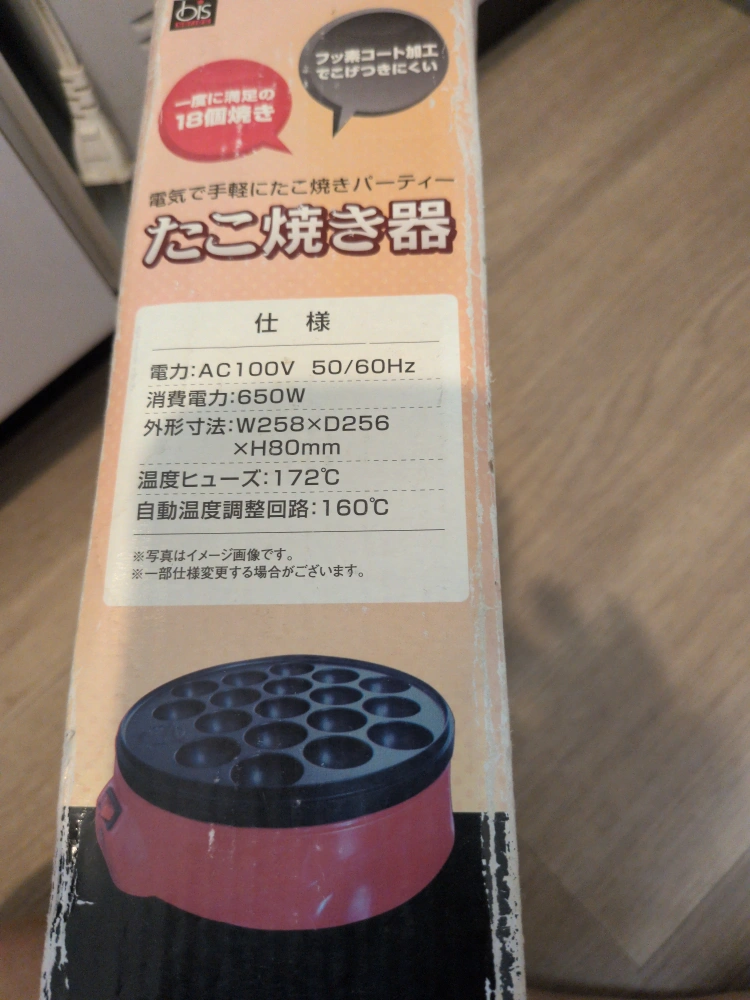 bis
フッ素コート加工
でこげつきにくい
一度に満足の
18個焼き
電気で手軽にたこ焼きパーティー
たこ焼き器
仕 様
電力:AC100V 50/60Hz
消費電力:650W
外形寸法:W258×D256
×H80mm
温度ヒューズ:172℃
自動温度調整回路:160℃
※写真はイメージ画像です。
※一部仕様変更する場合がございます。